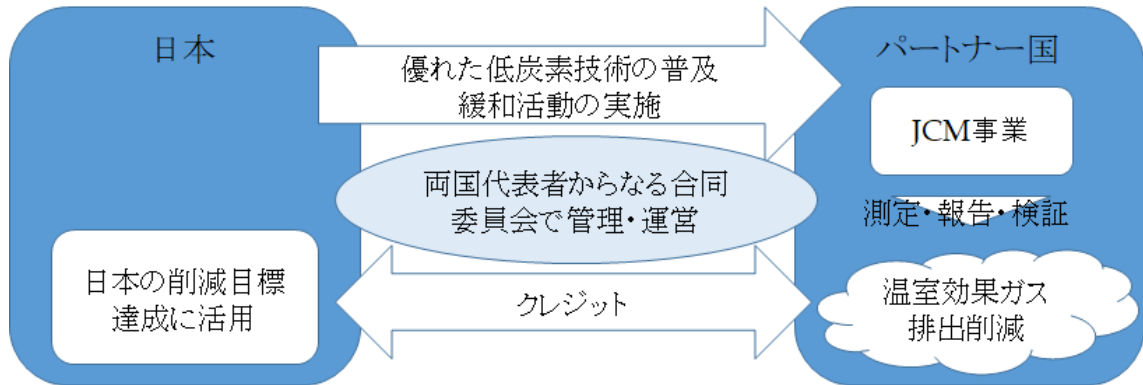 日本
優れた低炭素技術の普及
緩和活動の実施
パートナー国
JCM事業
両国代表者からなる合同
委員会で管理・運営
測定・報告・検証
日本の削減目標
達成に活用
クレジット
温室効果ガス
排出削減